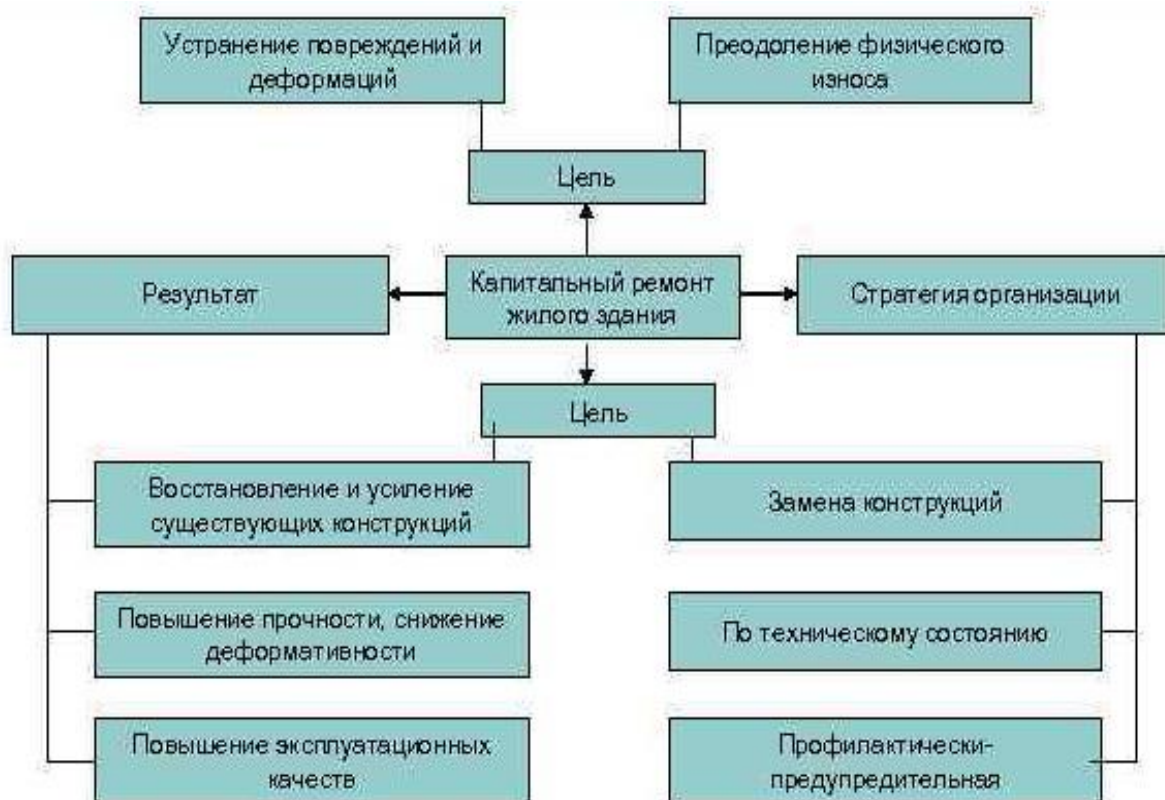 Устранение повреждений и
деформаций
Преодоление физического
износа
Цель
Результат
Капитальный ремонт
жилого здания
Стратегия организации
Цель
Восстановление и усиление
существующих конструкций
Замена конструкций
Повышение прочности, снижение
деформативности
По техническому состоянию
Повышение эксплуатационных
качеств
Профилактически-
предупредительная